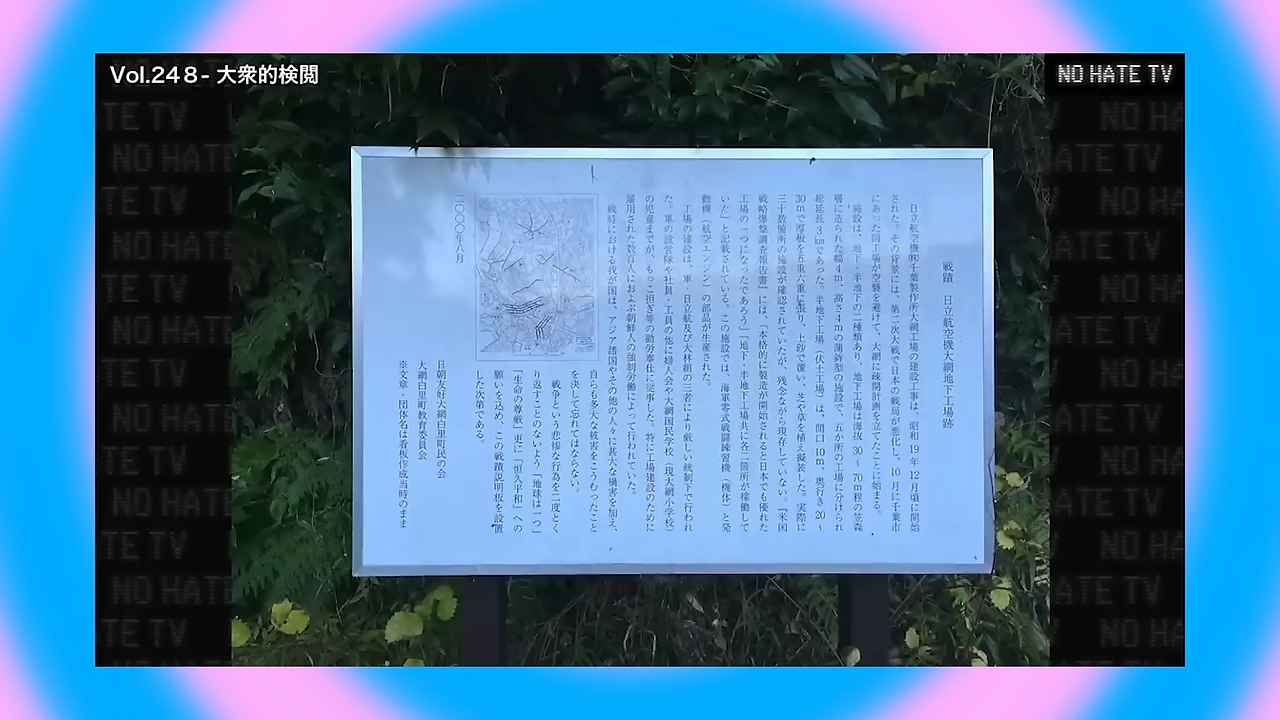 Vol.248- 大衆的検閲
NO HATE TV
戦蹟　日立航空機大網地下工場跡
日立航空機㈱千葉製作所大網工場の建設工事は、昭和19年12月頃に開始
された。その背景には、第二次大戦で日本の戦局が悪化し、10月に千葉市
にあった同工場が空襲を避けて、大網に疎開計画を立てたことに始まる。
施設は、地下・半地下の二種類あり、地下工場は海抜30～70m程の笠森
層に造られた幅4m、高さ4mの蒲鉾型の施設で、五か所の工場に分けられ
総延長3kmであった。半地下工場（伏土工場）は、間口10m、奥行き20～
30mで厚板を五重六重に張り、土砂で覆い、芝や草を植え擬装した。実際に
三十数箇所の施設が確認されていたが、残念ながら現存していない。『米国
戦略爆撃調査報告書』には、「本格的に製造が開始されると日本でも優れた
工場の一つになったであろう」「地下・半地下工場共に各二箇所が稼働して
いた」と記載されている。この施設では、海軍零式戦闘練習機（機体）と発
動機（航空エンジン）の部品が生産された。
工場の建設は、軍・日立航及び大林組の三者により厳しい統制下で行われ
た。軍の設営隊や社員・工員の他に婦人会や大網国民学校（現大網小学校）
の児童までが、もっこ担ぎ等の勤労奉仕に従事した。特に工場建設のために
雇用された数百人におよぶ朝鮮人の強制労働によって行われていた。
戦時における我が国は、アジア諸国やその他の人々に甚大な禍害を加え、
自らも多大な被害をこうむったこと
を決して忘れてはならない。
戦争という悲惨な行為を二度とく
り返すことのないよう「地球は一つ」
「生命の尊厳」更に「恒久平和」への
願いを込め、この戦蹟説明板を設置
した次第である。
二〇〇〇年八月
日朝友好大網白里町民の会
大網白里町教育委員会
※文章・団体名は看板作成当時のまま